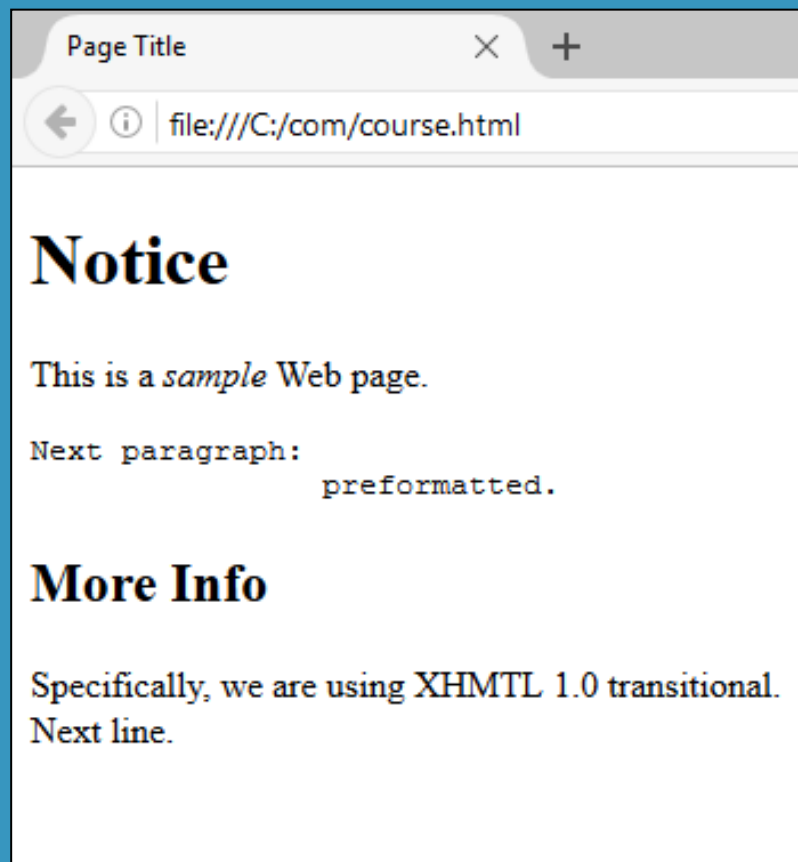 Page Title
file:///C:/com/course.html
Notice
This is a sample Web page.
Next paragraph:
preformatted.
More Info
Specifically, we are using XHMTL 1.0 transitional.
Next line.